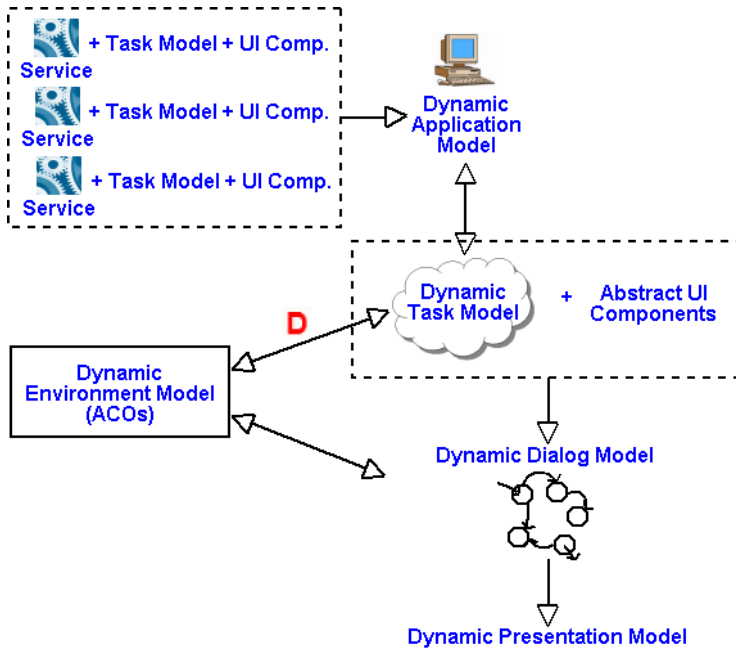 + Task Model + UI Comp.
Service
+ Task Model + UI Comp.
Service
+ Task Model + UI Comp.
Service
Dynamic
Application
Model
Dynamic
Task Model
+
Abstract UI
Components
D
Dynamic
Environment Model
(ACOs)
Dynamic Dialog Model
Dynamic Presentation Model